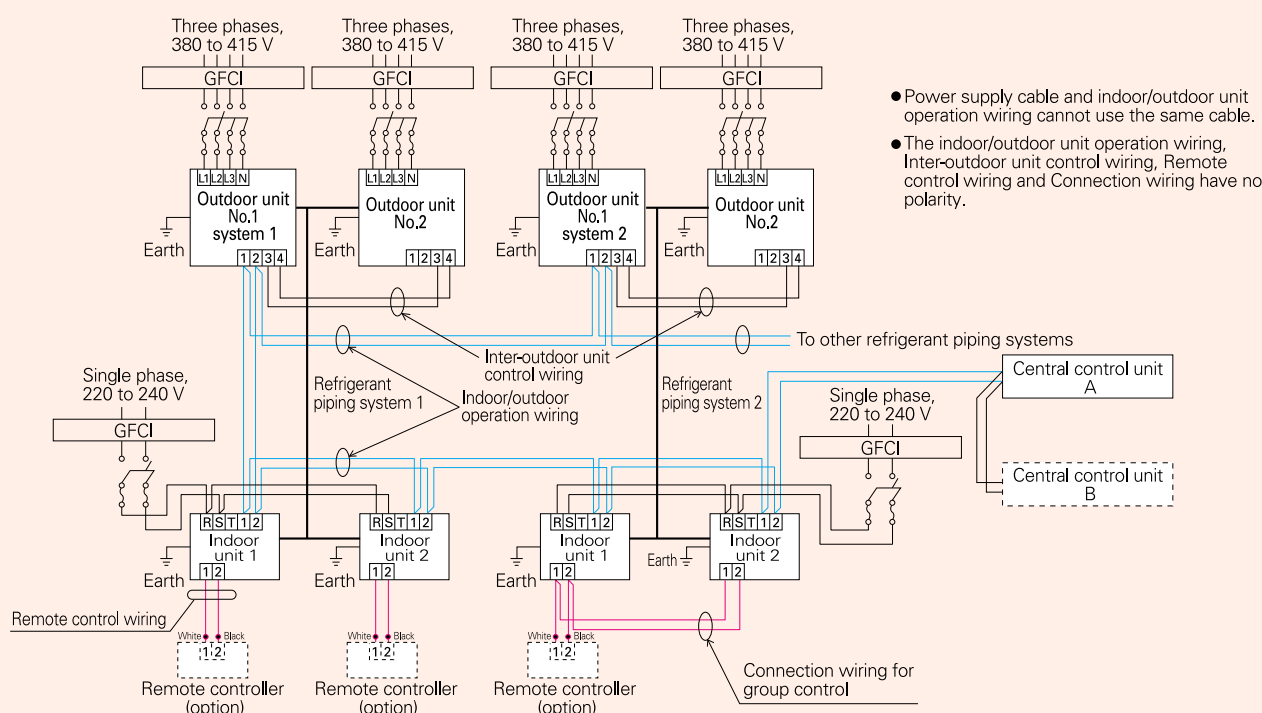 Three phases,
380 to 415 V
Three phases,
380 to 415 V
Three phases,
380 to 415 V
Three phases,
380 to 415 V
GFCI
GFCI
GFCI
GFCI
● Power supply cable and indoor/outdoor unit
operation wiring cannot use the same cable.
● The indoor/outdoor unit operation wiring,
Inter-outdoor unit control wiring, Remote
control wiring and Connection wiring have no
polarity.
L1 L2 L3 N
Outdoor unit
No.1
system 1
1 2 3 4
Earth
L1 L2 L3 N
Outdoor unit
No.2
1 2 3 4
Earth
L1 L2 L3 N
Outdoor unit
No.1
system 2
1 2 3 4
Earth
L1 L2 L3 N
Outdoor unit
No.2
1 2 3 4
Earth
To other refrigerant piping systems
Inter-outdoor unit
control wiring
Refrigerant
piping system 1
Indoor/outdoor
operation wiring
Refrigerant
piping system 2
Single phase,
220 to 240 V
GFCI
Single phase,
220 to 240 V
GFCI
Central control unit
A
Central control unit
B
R S T 1 2
Indoor
unit 1
1 2
Earth
R S T 1 2
Indoor
unit 2
1 2
Earth
R S T 1 2
Indoor
unit 1
1 2
Earth
R S T 1 2
Indoor
unit 2
1 2
Earth
Remote control wiring
White Black
1 2
Remote controller
(option)
White Black
1 2
Remote controller
(option)
White Black
1 2
Remote controller
(option)
Connection wiring for
group control